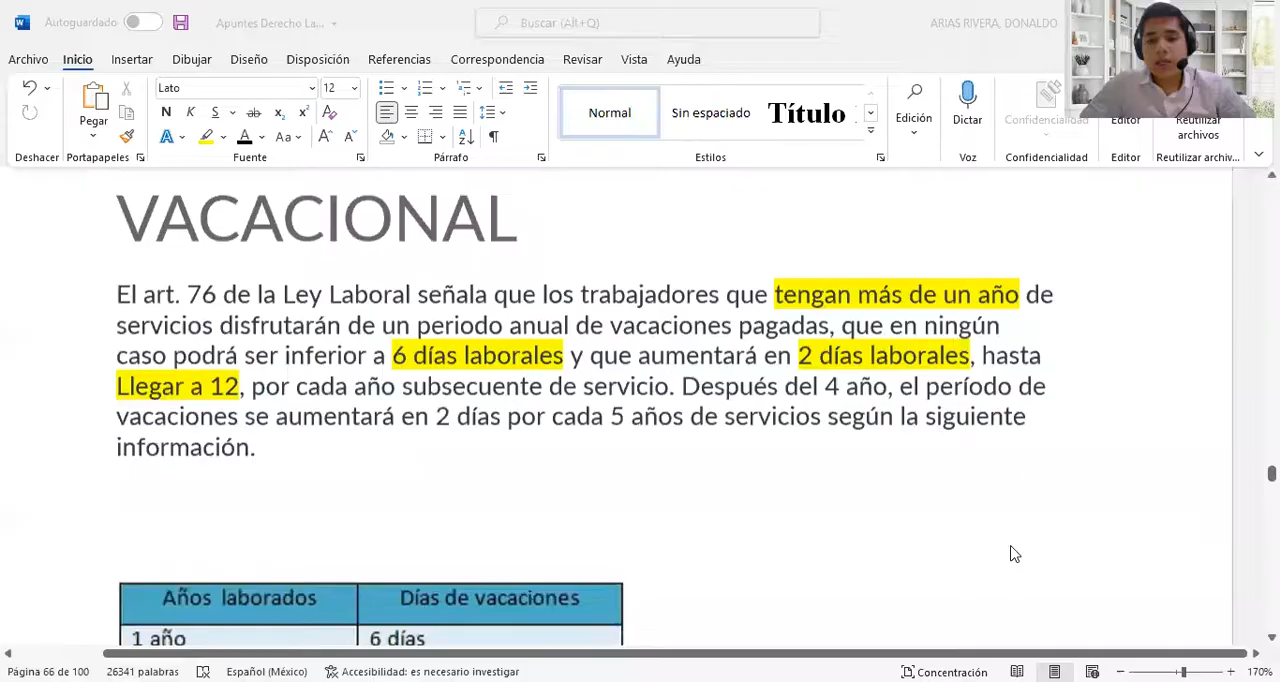 Autoguardado
Apuntes Derecho La...
Buscar (Alt+Q)
ARIAS RIVERA, DONALDO
Archivo Inicio Insertar Dibujar Diseño Disposición Referencias Correspondencia Revisar Vista Ayuda
Lato 12
Pegar
N K S ab x₂ x²
A A Aa A A
Normal
Sin espaciado
Título
Edición
Dictar
Confidencialidad
Editor
Reutilizar
archivos
Deshacer Portapapeles Fuente Párrafo Estilos Voz Confidencialidad Editor Reutilizar archiv...
VACACIONAL
El art. 76 de la Ley Laboral señala que los trabajadores que tengan más de un año de
servicios disfrutarán de un periodo anual de vacaciones pagadas, que en ningún
caso podrá ser inferior a 6 días laborales y que aumentará en 2 días laborales, hasta
Llegar a 12, por cada año subsecuente de servicio. Después del 4 año, el período de
vacaciones se aumentará en 2 días por cada 5 años de servicios según la siguiente
información.
Años laborados Días de vacaciones
1 año 6 días
Página 66 de 100 26341 palabras Español (México) Accesibilidad: es necesario investigar Concentración 170%